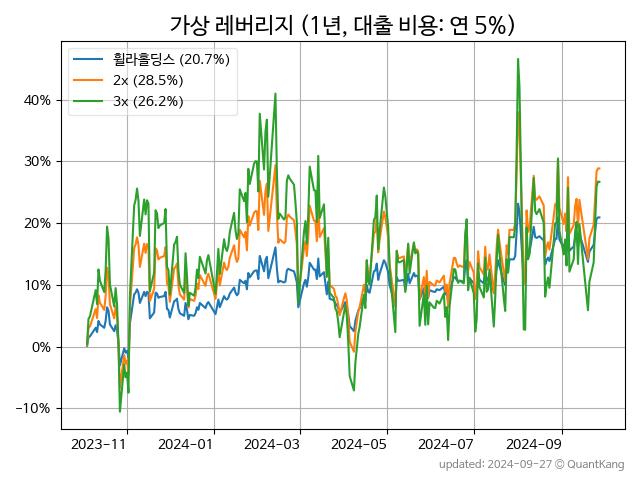 가상 레버리지 (1년, 대출 비용: 연 5%)
휠라홀딩스 (20.7%)
2x (28.5%)
3x (26.2%)
40%
30%
20%
10%
0%
−10%
2023-11 2024-01 2024-03 2024-05 2024-07 2024-09
updated: 2024-09-27 © QuantKang